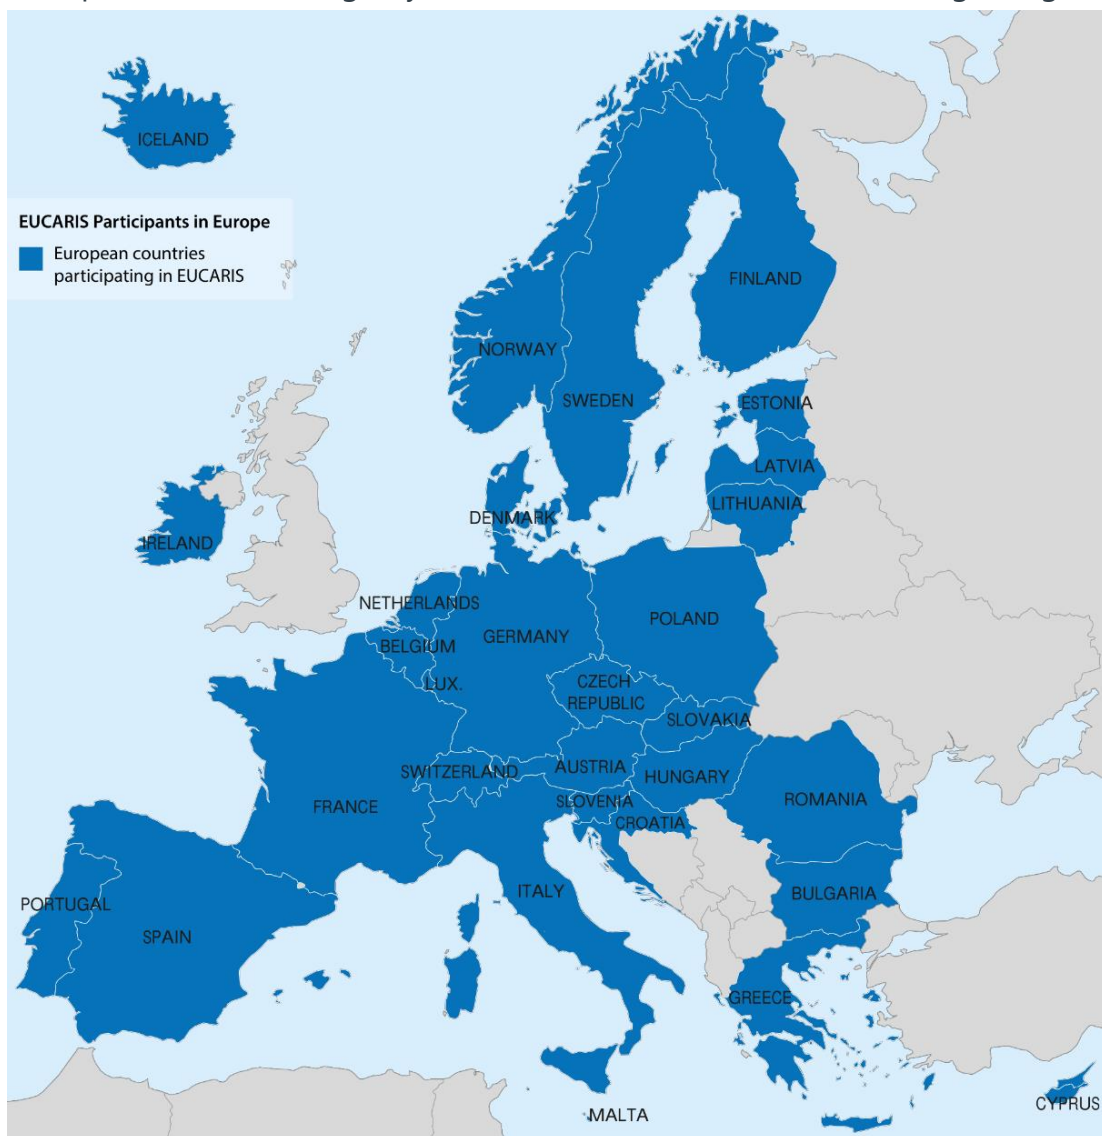 ICELAND
EUCARIS Participants in Europe
European countries
participating in EUCARIS
FINLAND
NORWAY
SWEDEN
ESTONIA
LATVIA
LITHUANIA
DENMARK
IRELAND
NETHERLANDS
POLAND
GERMANY
BELGIUM
LUX.
CZECH
REPUBLIC
SLOVAKIA
SWITZERLAND
AUSTRIA
HUNGARY
FRANCE
SLOVENIA
ROMANIA
CROATIA
ITALY
BULGARIA
PORTUGAL
SPAIN
GREECE
CYPRUS
MALTA